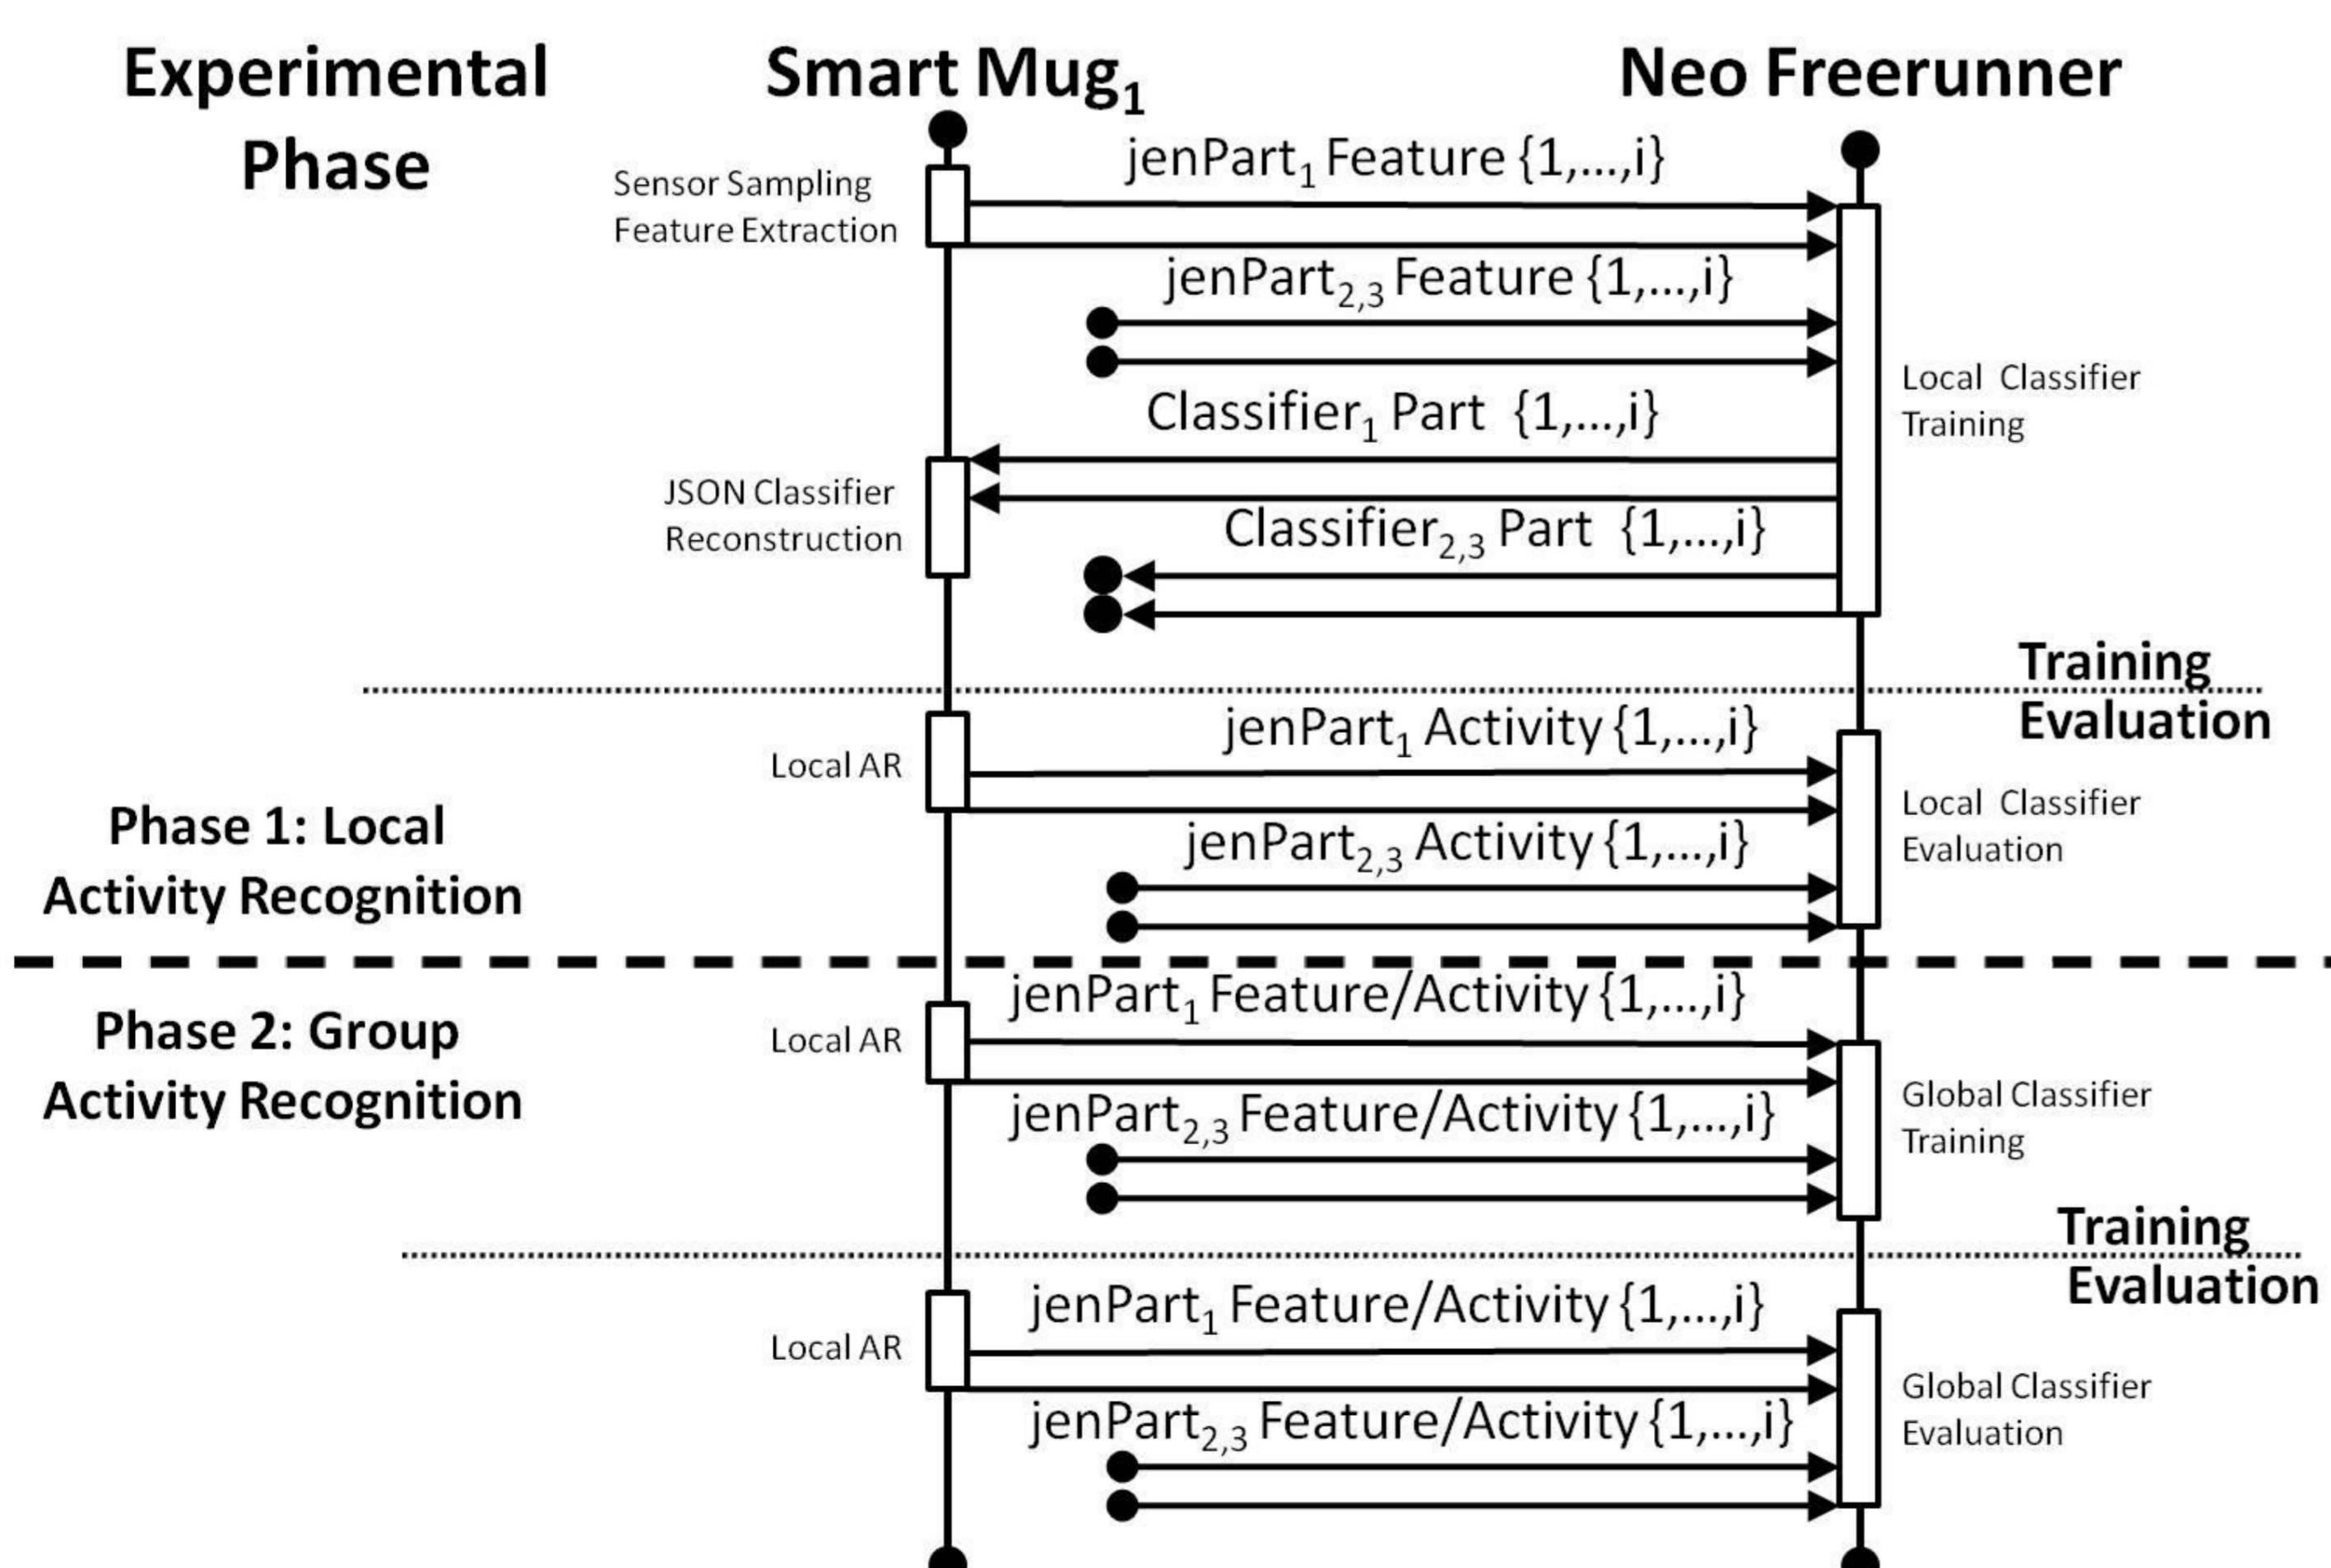 Experimental
Phase
Smart Mug1
Neo Freerunner
Sensor Sampling
Feature Extraction
jenPart1 Feature {1,...,i}
jenPart2,3 Feature {1,...,i}
Local Classifier
Training
Classifier1 Part {1,...,i}
JSON Classifier
Reconstruction
Classifier2,3 Part {1,...,i}
Training
Evaluation
jenPart1 Activity {1,...,i}
Local AR
Local Classifier
Evaluation
Phase 1: Local
Activity Recognition
jenPart2,3 Activity {1,...,i}
jenPart1 Feature/Activity {1,...,i}
Phase 2: Group
Activity Recognition
Local AR
jenPart2,3 Feature/Activity {1,...,i}
Global Classifier
Training
Training
Evaluation
jenPart1 Feature/Activity {1,...,i}
Local AR
jenPart2,3 Feature/Activity {1,...,i}
Global Classifier
Evaluation